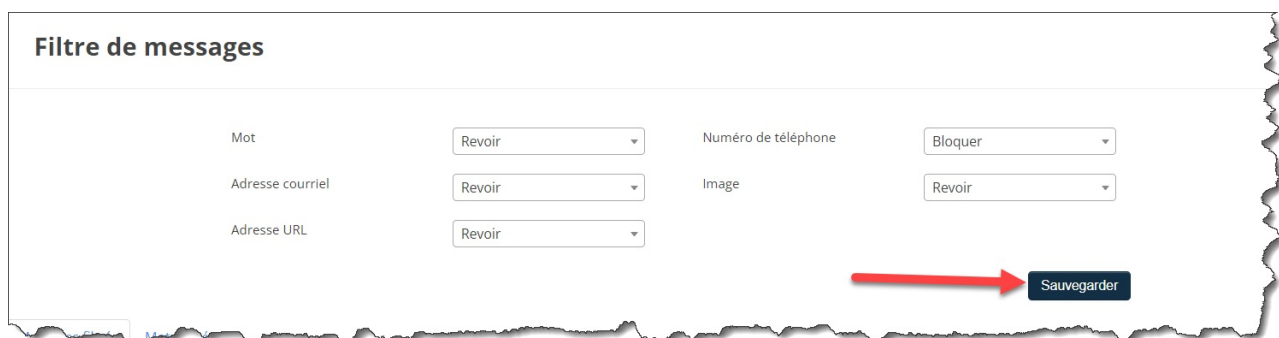 Filtre de messages
Mot Revoir Numéro de téléphone Bloquer
Adresse courriel Revoir Image Revoir
Adresse URL Revoir
Sauvegarder